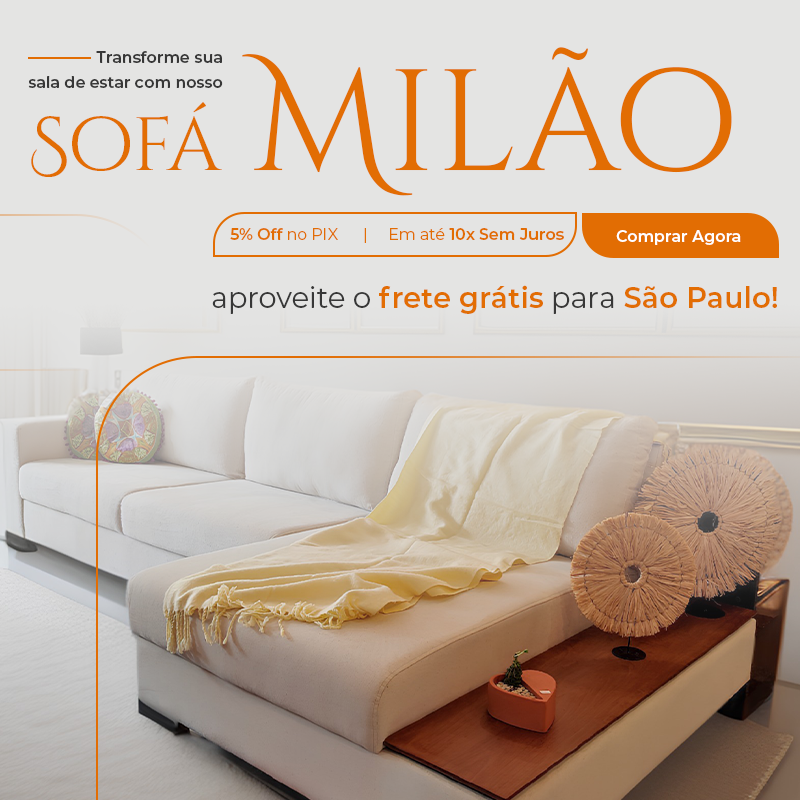 Transforme sua
sala de estar com nosso
SOFÁ MILÃO
5% Off no PIX | Em até 10x Sem Juros
Comprar Agora
aproveite o frete grátis para São Paulo!